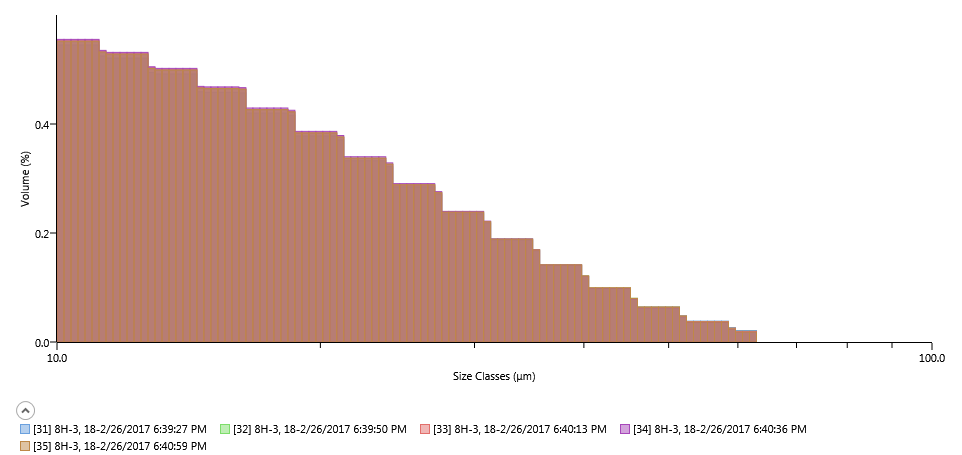 0.4
Volume (%)
0.2
0.0
10.0 100.0
Size Classes (µm)
[31] 8H-3, 18-2/26/2017 6:39:27 PM [32] 8H-3, 18-2/26/2017 6:39:50 PM [33] 8H-3, 18-2/26/2017 6:40:13 PM [34] 8H-3, 18-2/26/2017 6:40:36 PM
[35] 8H-3, 18-2/26/2017 6:40:59 PM